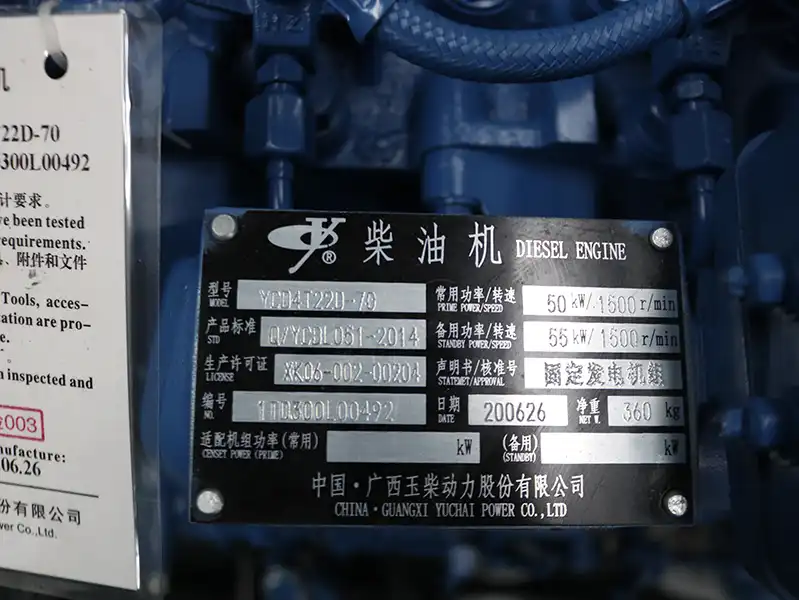 机
22D-70
300L00492
计要求。
ve been tested
requirements.
、附件和文件
Tools, acces-
tation are pro-
e.
n inspected and
003
nufacture:
.06.26
份有限公司
wer Co.,Ltd.
HZ
®
柴油机 DIESEL ENGINE
型号 MODEL YCD4T22D-70 常用功率/转速 PRIME POWER/SPEED 50 kW/ 1500 r/min
产品标准 STD Q/YCDL051-2014 备用功率/转速 STANDBY POWER/SPEED 55 kW/ 1500 r/min
生产许可证 LICENSE XK06-002-00204 声明书/核准号 STATEMET/APPROVAL 固定发电机组
编号 NO. 1DD300L00492 日期 DATE 200626 净重 NET W. 360 kg
适配机组功率(常用) CENSET POWER (PRIME) kW (备用) (STANDBY) kW
中国·广西玉柴动力股份有限公司
CHINA · GUANGXI YUCHAI POWER CO.,LTD